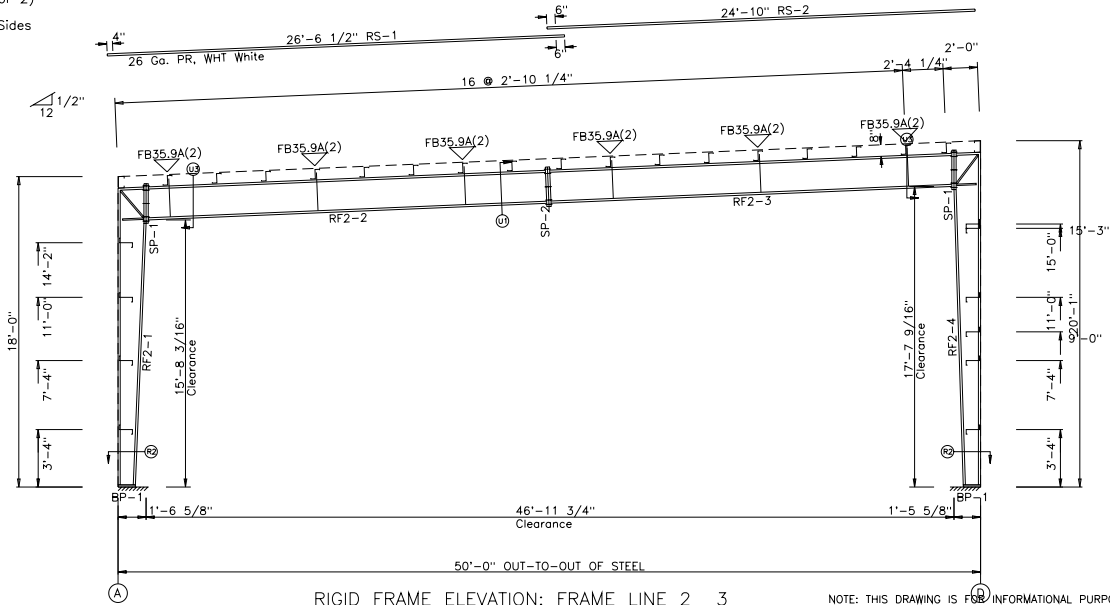 Sides
4"
26'-6 1/2" RS-1
26 Ga. PR, WHT White
6"
24'-10" RS-2
6"
16 @ 2'-10 1/4"
2'-4 1/4"
2'-0"
1/2"
12
FB35.9A(2)
FB35.9A(2)
FB35.9A(2)
FB35.9A(2)
FB35.9A(2)
FB35.9A(2)
8"
U3
U3
U1
SP-1
RF2-2
SP-2
RF2-3
SP-1
18'-0"
14'-2"
11'-0"
7'-4"
3'-4"
RF2-1
15'-8 3/16"
Clearance
17'-7 9/16"
Clearance
RF2-4
15'-3"
15'-0"
11'-0"
20'-1"
9'-0"
7'-4"
3'-4"
R2
R2
BP-1
BP-1
1'-6 5/8"
46'-11 3/4"
Clearance
1'-5 5/8"
50'-0" OUT-TO-OUT OF STEEL
A
D
RIGID FRAME ELEVATION: FRAME LINE 2 3
NOTE: THIS DRAWING IS FOR INFORMATIONAL PURPO